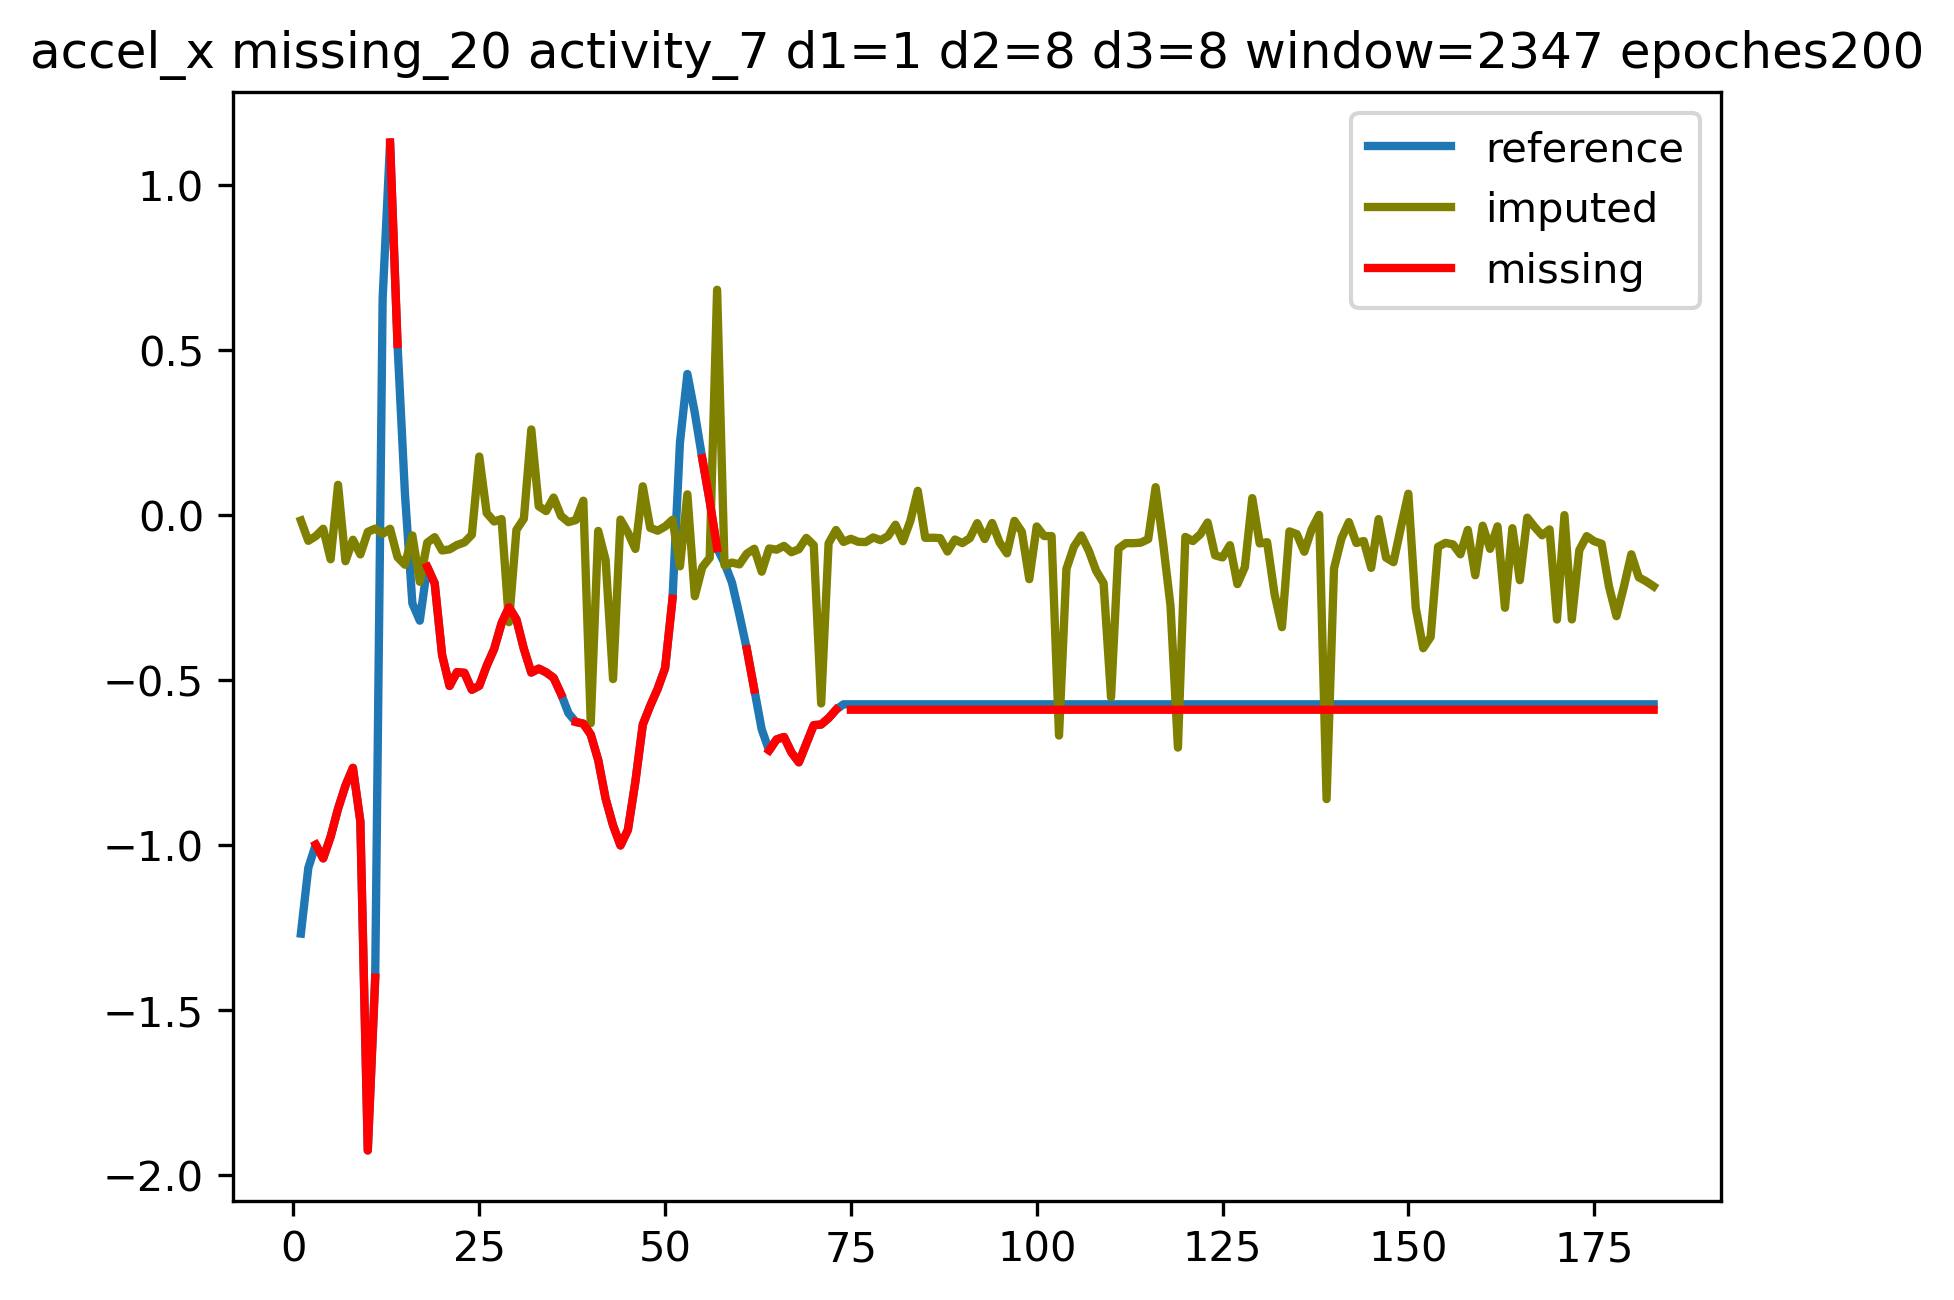 accel_x missing_20 activity_7 d1=1 d2=8 d3=8 window=2347 epoches200
reference
imputed
missing
1.0
0.5
0.0
−0.5
−1.0
−1.5
−2.0
0 25 50 75 100 125 150 175